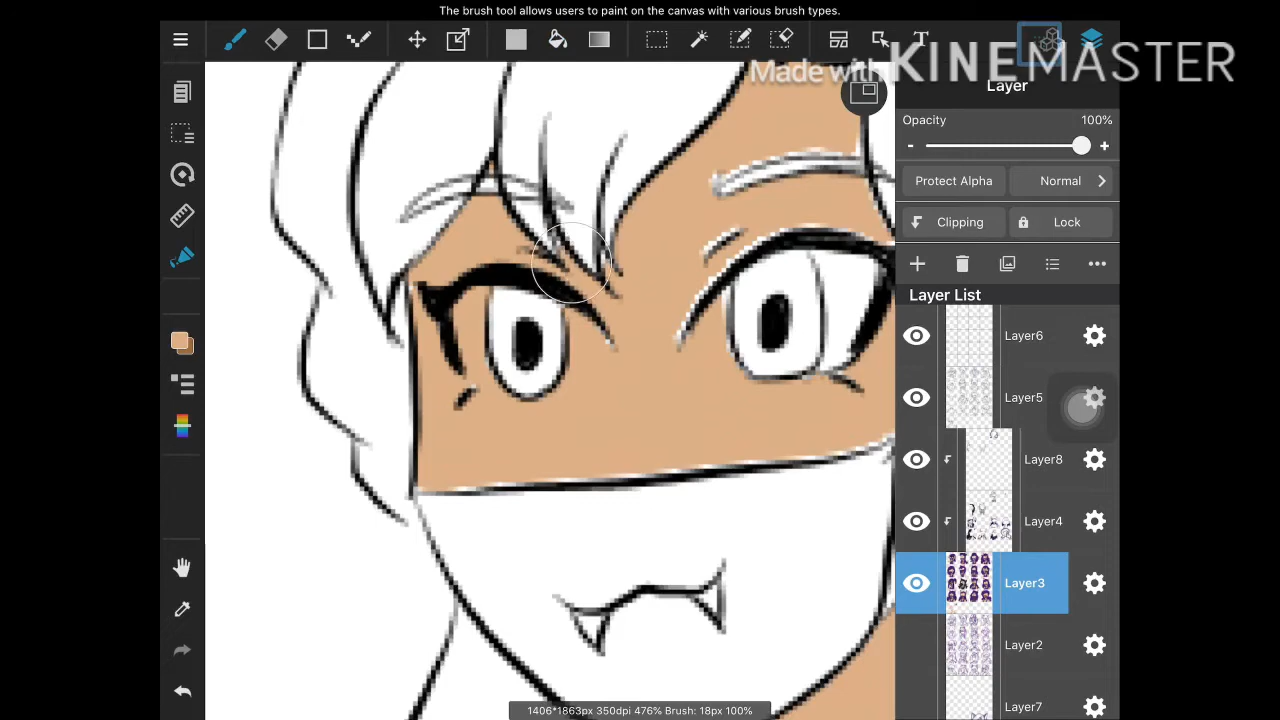 The brush tool allows users to paint on the canvas with various brush types.
T
Made with KINEMASTER
Layer
Opacity 100%
- +
Protect Alpha Normal
Clipping Lock
Layer List
Layer6
Layer5
Layer8
Layer4
Layer3
Layer2
Layer7
1406*1863px 350dpi 476% Brush: 18px 100%